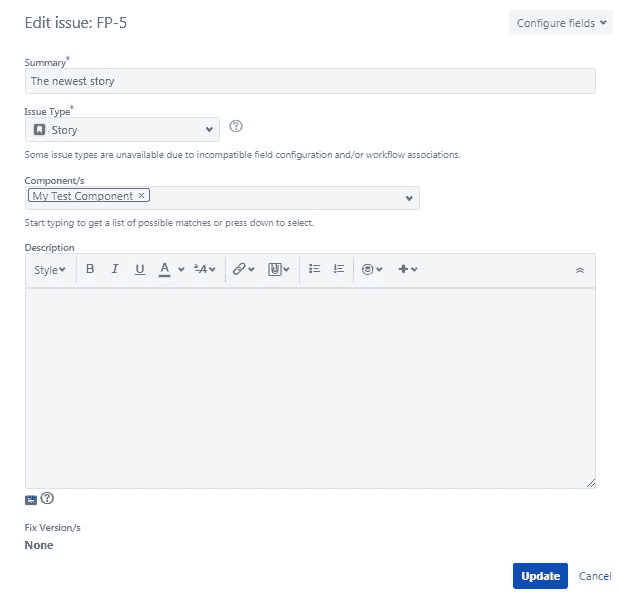 Edit issue: FP-5
Configure fields
Summary*
The newest story
Issue Type*
Story
Some issue types are unavailable due to incompatible field configuration and/or workflow associations.
Component/s
My Test Component ×
Start typing to get a list of possible matches or press down to select.
Description
Style B I U A ᵃA
Fix Version/s
None
Update Cancel